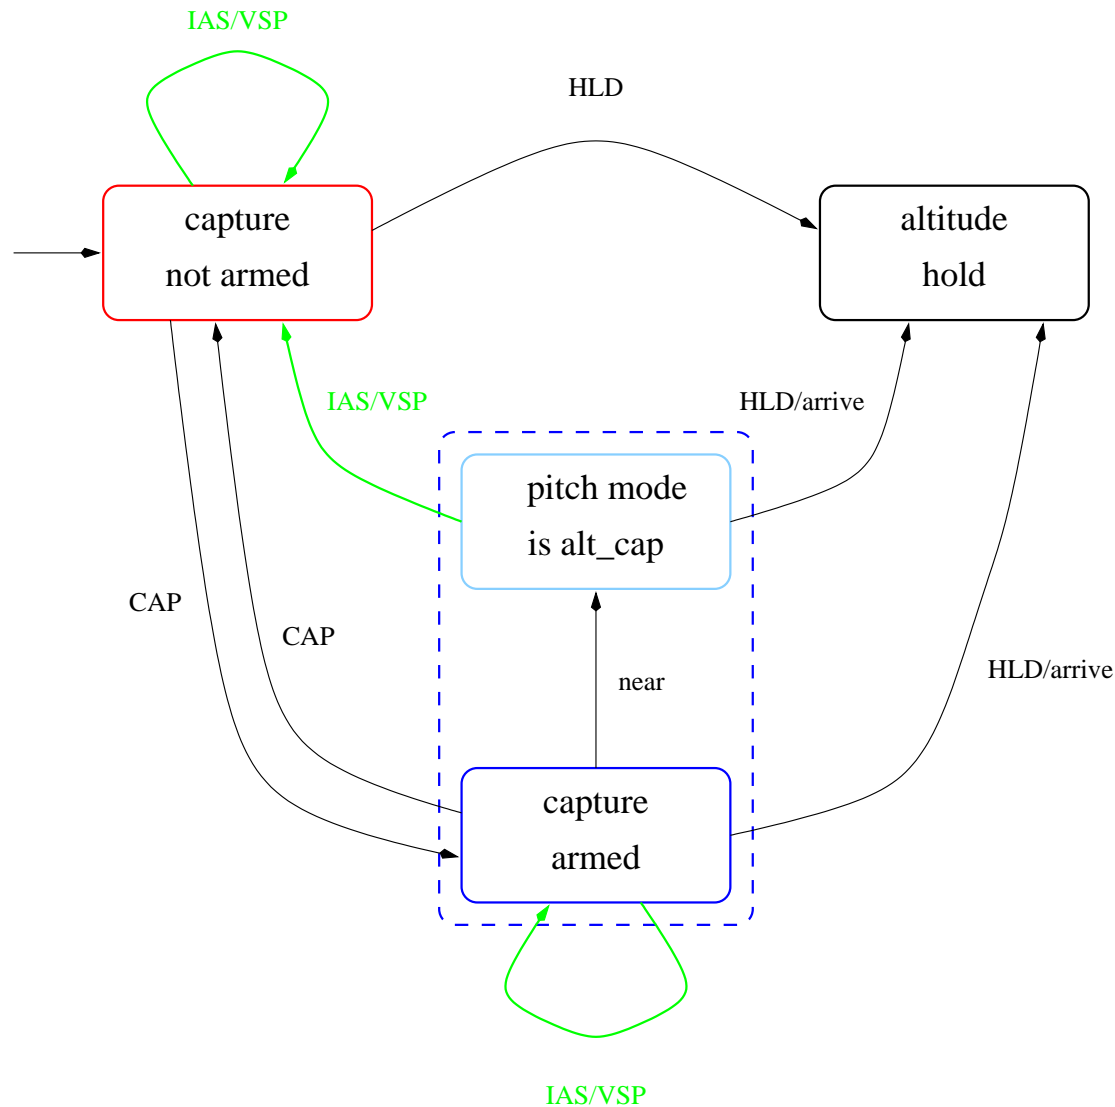 IAS/VSP
HLD
capture
not armed
altitude
hold
IAS/VSP
HLD/arrive
pitch mode
is alt_cap
CAP
CAP
near
HLD/arrive
capture
armed
IAS/VSP